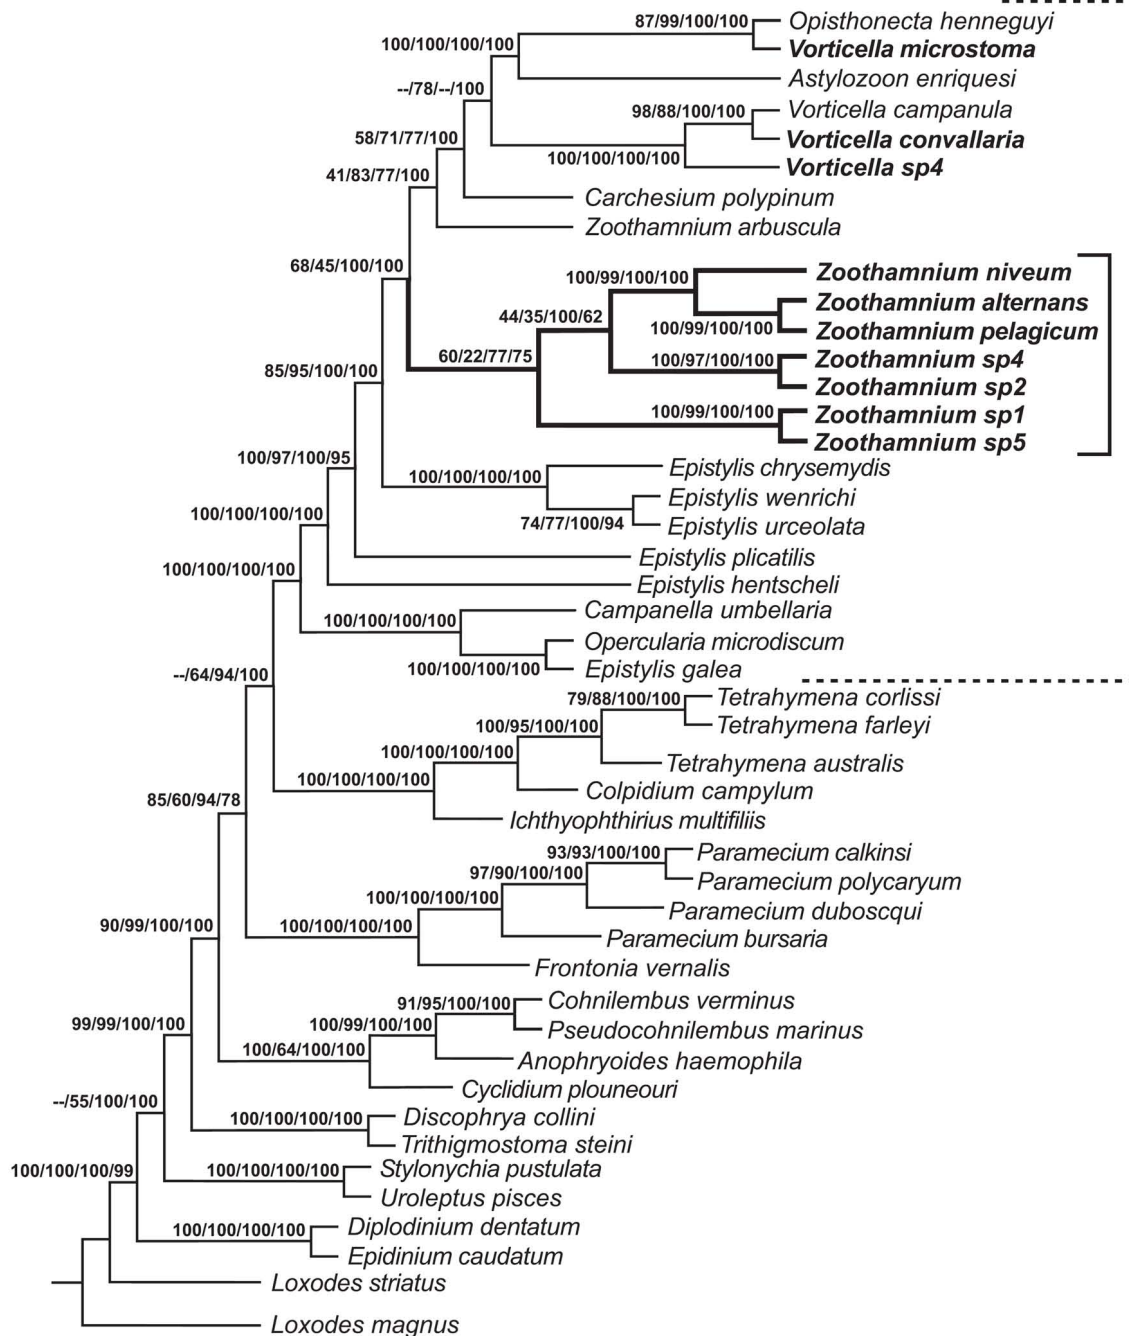 87/99/100/100 Opisthonecta henneguyi
100/100/100/100 Vorticella microstoma
Astylozoon enriquesi
--/78/--/100
98/88/100/100 Vorticella campanula
58/71/77/100 Vorticella convallaria
100/100/100/100 Vorticella sp4
41/83/77/100
Carchesium polypinum
Zoothamnium arbuscula
68/45/100/100
100/99/100/100 Zoothamnium niveum
Zoothamnium alternans
44/35/100/62
100/99/100/100 Zoothamnium pelagicum
60/22/77/75 100/97/100/100 Zoothamnium sp4
85/95/100/100 Zoothamnium sp2
100/99/100/100 Zoothamnium sp1
Zoothamnium sp5
100/97/100/95
Epistylis chrysemydis
100/100/100/100
Epistylis wenrichi
100/100/100/100 74/77/100/94 Epistylis urceolata
Epistylis plicatilis
100/100/100/100
Epistylis hentscheli
Campanella umbellaria
100/100/100/100
Opercularia microdiscum
100/100/100/100 Epistylis galea
--/64/94/100
79/88/100/100 Tetrahymena corlissi
100/95/100/100 Tetrahymena farleyi
100/100/100/100
Tetrahymena australis
100/100/100/100
Colpidium campylum
85/60/94/78
Ichthyophthirius multifiliis
93/93/100/100 Paramecium calkinsi
97/90/100/100
Paramecium polycaryum
100/100/100/100
Paramecium duboscqui
90/99/100/100 100/100/100/100
Paramecium bursaria
Frontonia vernalis
91/95/100/100 Cohnilembus verminus
99/99/100/100 100/99/100/100
Pseudocohnilembus marinus
100/64/100/100
Anophryoides haemophila
Cyclidium plouneouri
--/55/100/100
100/100/100/100 Discophrya collini
Trithigmostoma steini
100/100/100/99 100/100/100/100 Stylonychia pustulata
Uroleptus pisces
100/100/100/100 Diplodinium dentatum
Epidinium caudatum
Loxodes striatus
Loxodes magnus